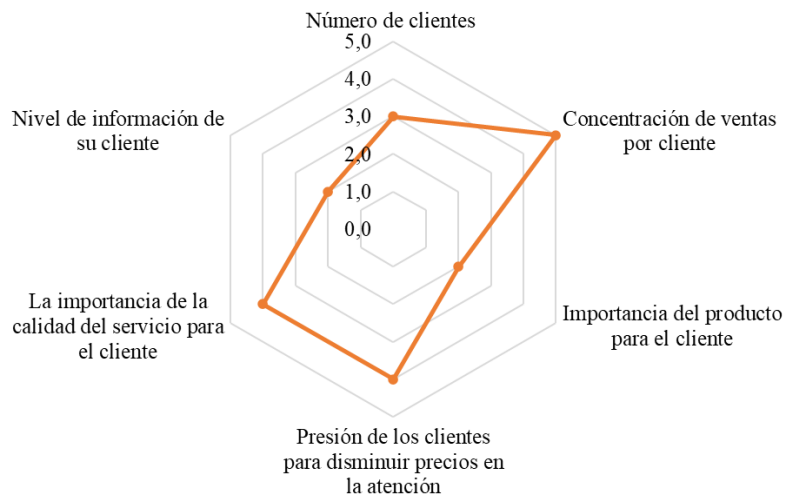 Número de clientes
5,0
4,0
3,0
2,0
1,0
0,0
Concentración de ventas
por cliente
Importancia del producto
para el cliente
Presión de los clientes
para disminuir precios en
la atención
La importancia de la
calidad del servicio para
el cliente
Nivel de información de
su cliente